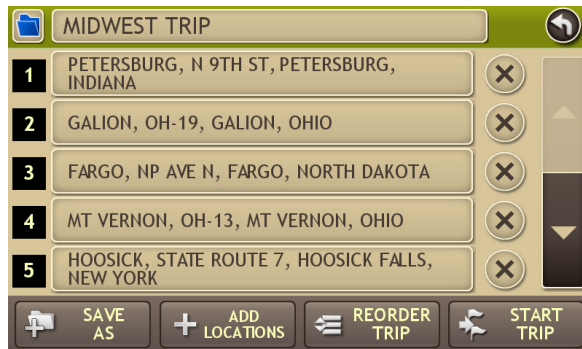 MIDWEST TRIP
1
PETERSBURG, N 9TH ST, PETERSBURG,
INDIANA
2
GALION, OH-19, GALION, OHIO
3
FARGO, NP AVE N, FARGO, NORTH DAKOTA
4
MT VERNON, OH-13, MT VERNON, OHIO
5
HOOSICK, STATE ROUTE 7, HOOSICK FALLS,
NEW YORK
SAVE
AS
ADD
LOCATIONS
REORDER
TRIP
START
TRIP